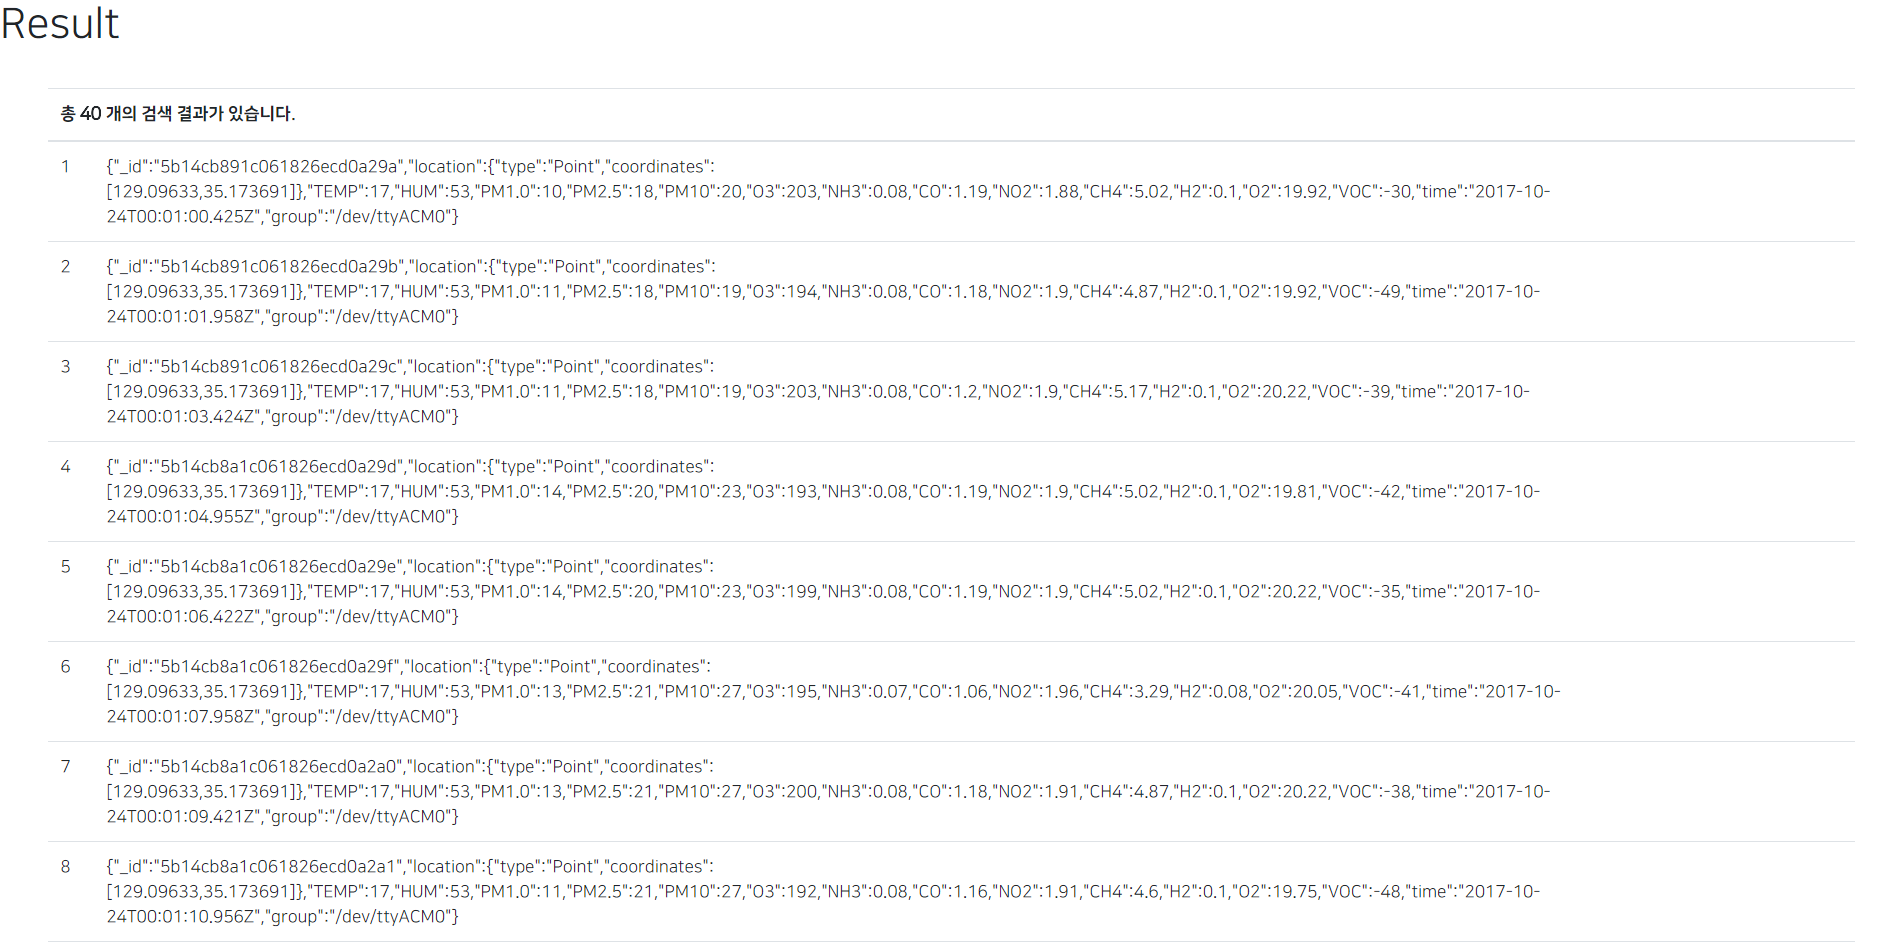 Result
총 40 개의 검색 결과가 있습니다.
1 {"_id":"5b14cb891c061826ecd0a29a","location":{"type":"Point","coordinates":
[129.09633,35.173691]},"TEMP":17,"HUM":53,"PM1.0":10,"PM2.5":18,"PM10":20,"O3":203,"NH3":0.08,"CO":1.19,"NO2":1.88,"CH4":5.02,"H2":0.1,"O2":19.92,"VOC":-30,"time":"2017-10-
24T00:01:00.425Z","group":"/dev/ttyACM0"}
2 {"_id":"5b14cb891c061826ecd0a29b","location":{"type":"Point","coordinates":
[129.09633,35.173691]},"TEMP":17,"HUM":53,"PM1.0":11,"PM2.5":18,"PM10":19,"O3":194,"NH3":0.08,"CO":1.18,"NO2":1.9,"CH4":4.87,"H2":0.1,"O2":19.92,"VOC":-49,"time":"2017-10-
24T00:01:01.958Z","group":"/dev/ttyACM0"}
3 {"_id":"5b14cb891c061826ecd0a29c","location":{"type":"Point","coordinates":
[129.09633,35.173691]},"TEMP":17,"HUM":53,"PM1.0":11,"PM2.5":18,"PM10":19,"O3":203,"NH3":0.08,"CO":1.2,"NO2":1.9,"CH4":5.17,"H2":0.1,"O2":20.22,"VOC":-39,"time":"2017-10-
24T00:01:03.424Z","group":"/dev/ttyACM0"}
4 {"_id":"5b14cb8a1c061826ecd0a29d","location":{"type":"Point","coordinates":
[129.09633,35.173691]},"TEMP":17,"HUM":53,"PM1.0":14,"PM2.5":20,"PM10":23,"O3":193,"NH3":0.08,"CO":1.19,"NO2":1.9,"CH4":5.02,"H2":0.1,"O2":19.81,"VOC":-42,"time":"2017-10-
24T00:01:04.955Z","group":"/dev/ttyACM0"}
5 {"_id":"5b14cb8a1c061826ecd0a29e","location":{"type":"Point","coordinates":
[129.09633,35.173691]},"TEMP":17,"HUM":53,"PM1.0":14,"PM2.5":20,"PM10":23,"O3":199,"NH3":0.08,"CO":1.19,"NO2":1.9,"CH4":5.02,"H2":0.1,"O2":20.22,"VOC":-35,"time":"2017-10-
24T00:01:06.422Z","group":"/dev/ttyACM0"}
6 {"_id":"5b14cb8a1c061826ecd0a29f","location":{"type":"Point","coordinates":
[129.09633,35.173691]},"TEMP":17,"HUM":53,"PM1.0":13,"PM2.5":21,"PM10":27,"O3":195,"NH3":0.07,"CO":1.06,"NO2":1.96,"CH4":3.29,"H2":0.08,"O2":20.05,"VOC":-41,"time":"2017-10-
24T00:01:07.958Z","group":"/dev/ttyACM0"}
7 {"_id":"5b14cb8a1c061826ecd0a2a0","location":{"type":"Point","coordinates":
[129.09633,35.173691]},"TEMP":17,"HUM":53,"PM1.0":13,"PM2.5":21,"PM10":27,"O3":200,"NH3":0.08,"CO":1.18,"NO2":1.91,"CH4":4.87,"H2":0.1,"O2":20.22,"VOC":-38,"time":"2017-10-
24T00:01:09.421Z","group":"/dev/ttyACM0"}
8 {"_id":"5b14cb8a1c061826ecd0a2a1","location":{"type":"Point","coordinates":
[129.09633,35.173691]},"TEMP":17,"HUM":53,"PM1.0":11,"PM2.5":21,"PM10":27,"O3":192,"NH3":0.08,"CO":1.16,"NO2":1.91,"CH4":4.6,"H2":0.1,"O2":19.75,"VOC":-48,"time":"2017-10-
24T00:01:10.956Z","group":"/dev/ttyACM0"}